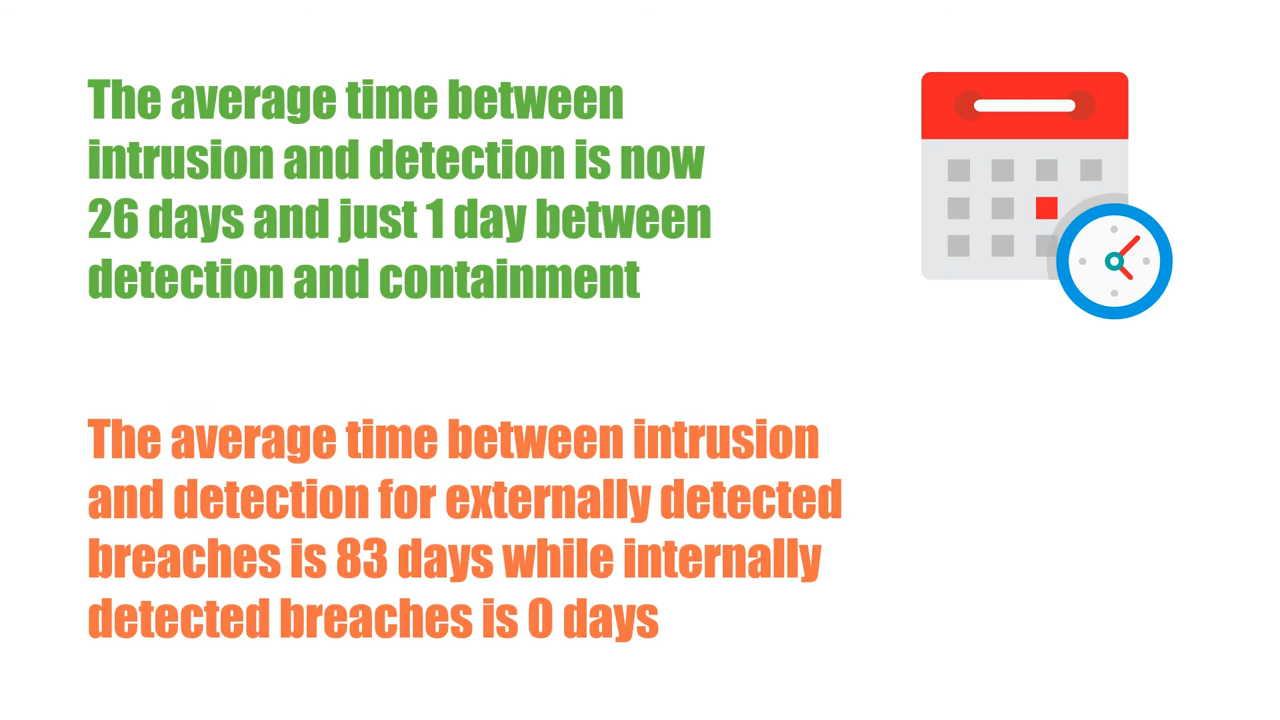 The average time between
intrusion and detection is now
26 days and just 1 day between
detection and containment
The average time between intrusion
and detection for externally detected
breaches is 83 days while internally
detected breaches is 0 days